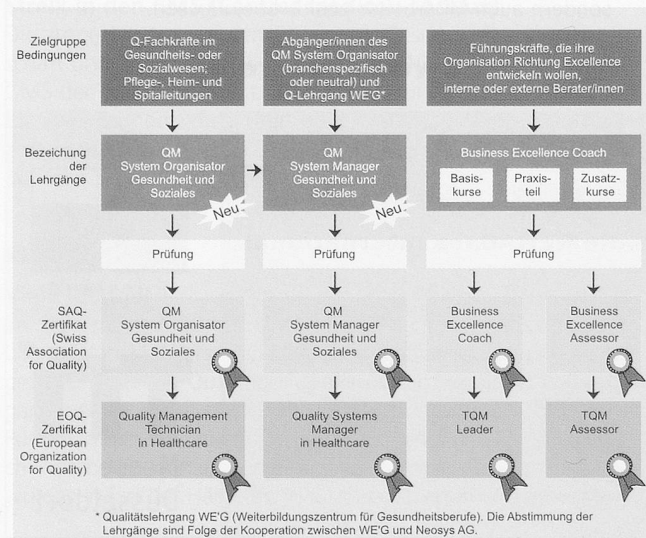 Zielgruppe
Bedingungen
Q-Fachkräfte im
Gesundheits- oder
Sozialwesen;
Pflege-, Heim- und
Spitalleitungen
Abgänger/innen des
QM System Organisator
(branchenspezifisch
oder neutral) und
Q-Lehrgang WE'G*
Führungskräfte, die ihre
Organisation Richtung Excellence
entwickeln wollen,
interne oder externe Berater/innen
Bezeichung
der
Lehrgänge
QM
System Organisator
Gesundheit und
Soziales
Neu
QM
System Manager
Gesundheit und
Soziales
Neu
Business Excellence Coach
Basis-
kurse
Praxis-
teil
Zusatz-
kurse
Prüfung
Prüfung
Prüfung
SAQ-
Zertifikat
(Swiss
Association
for Quality)
QM
System Organisator
Gesundheit und
Soziales
QM
System Manager
Gesundheit und
Soziales
Business
Excellence
Coach
Business
Excellence
Assessor
EOQ-
Zertifikat
(European
Organization
for Quality)
Quality Management
Technician
in Healthcare
Quality Systems
Manager
in Healthcare
TQM
Leader
TQM
Assessor
* Qualitätslehrgang WE'G (Weiterbildungszentrum für Gesundheitsberufe). Die Abstimmung der
Lehrgänge sind Folge der Kooperation zwischen WE'G und Neosys AG.